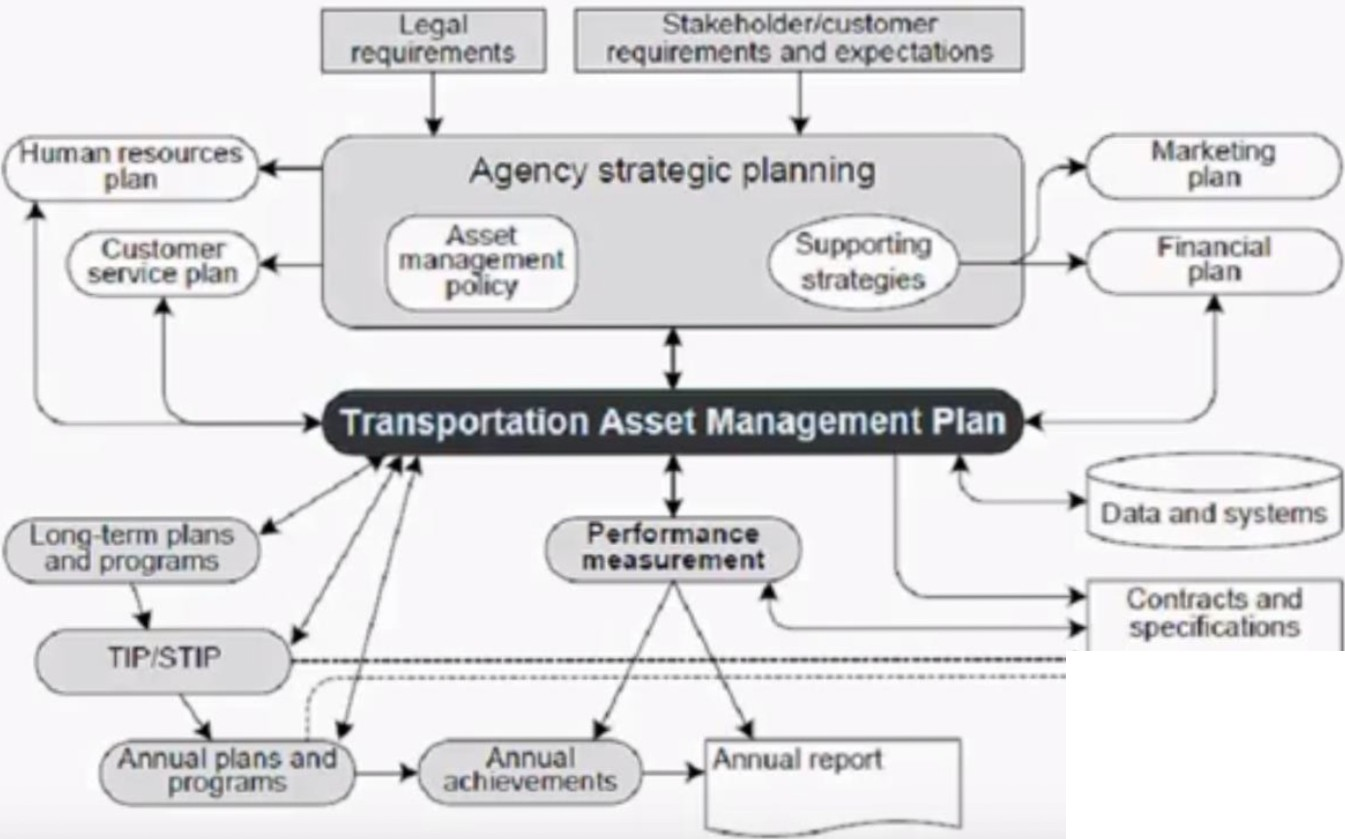 Legal
requirements
Stakeholder/customer
requirements and expectations
Human resources
plan
Agency strategic planning
Marketing
plan
Customer
service plan
Asset
management
policy
Supporting
strategies
Financial
plan
Transportation Asset Management Plan
Long-term plans
and programs
Performance
measurement
Data and systems
Contracts and
specifications
TIP/STIP
Annual plans and
programs
Annual
achievements
Annual report